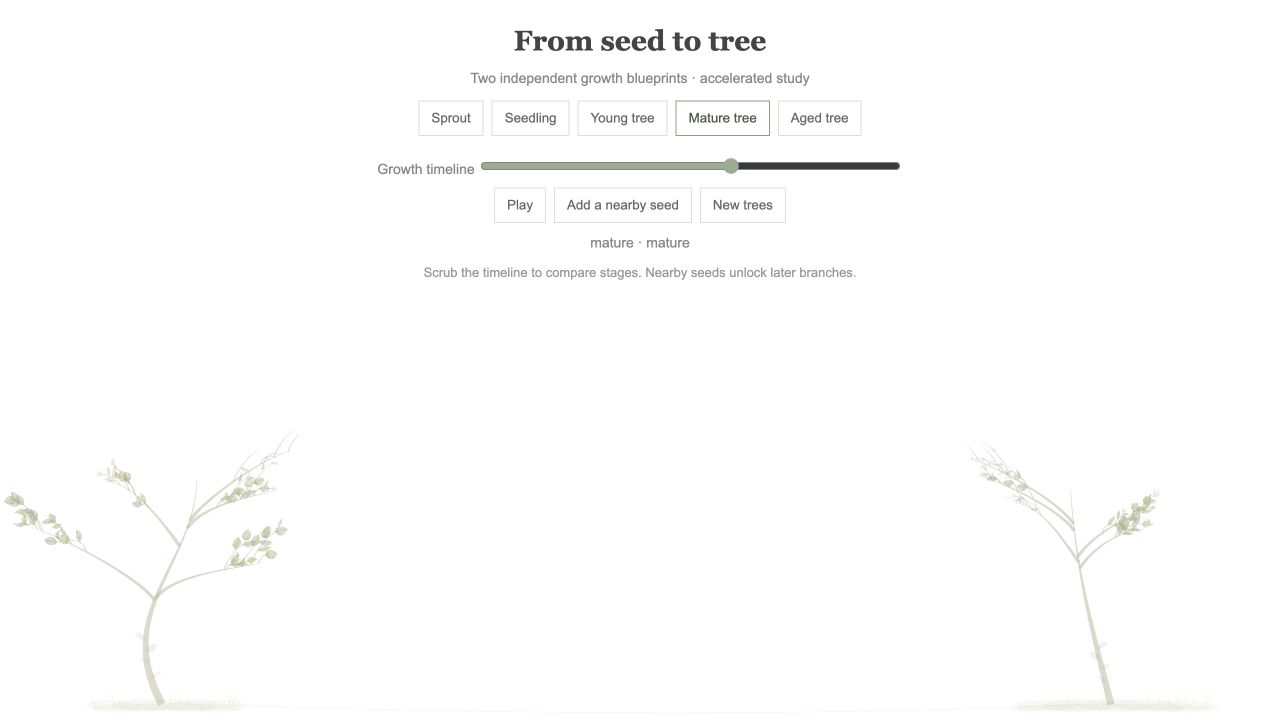 From seed to tree
Two independent growth blueprints · accelerated study
Sprout Seedling Young tree Mature tree Aged tree
Growth timeline
Play Add a nearby seed New trees
mature · mature
Scrub the timeline to compare stages. Nearby seeds unlock later branches.